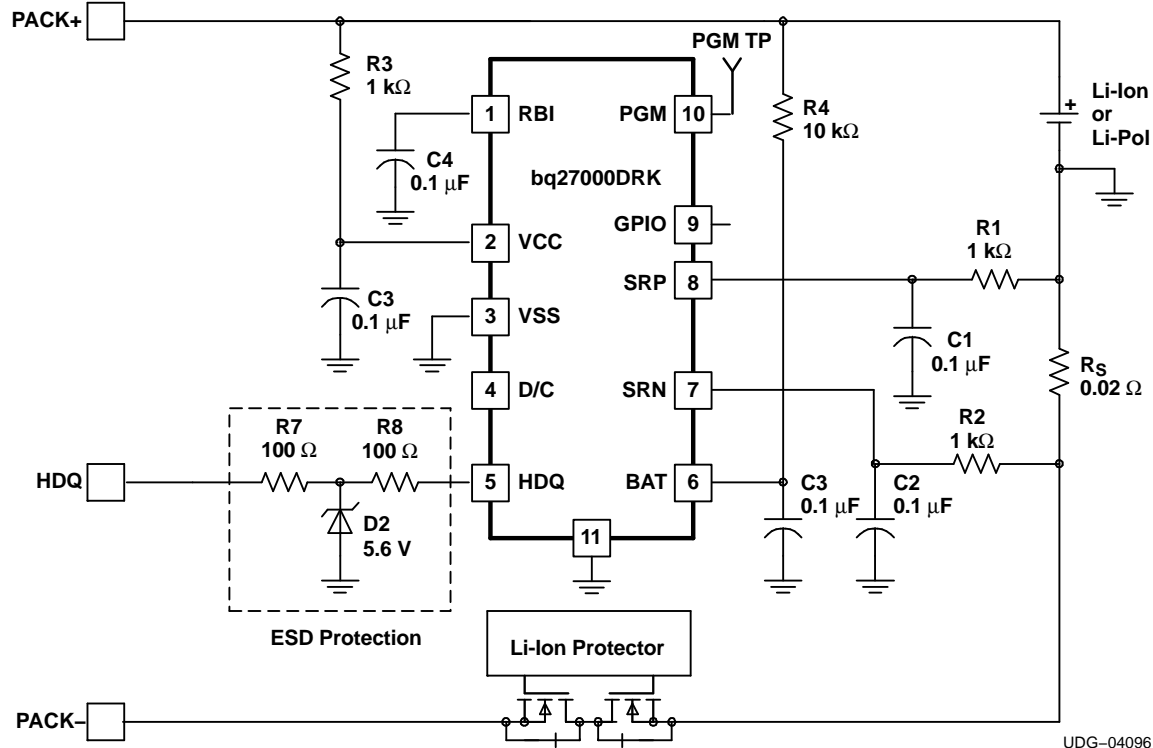 PACK+
PGM TP
R3
1 kΩ
R4
10 kΩ
Li-Ion
or
Li-Pol
+
1 RBI
PGM 10
C4
0.1 μF
bq27000DRK
GPIO 9
2 VCC
SRP 8
R1
1 kΩ
C3
0.1 μF
3 VSS
C1
0.1 μF
RS
0.02 Ω
4 D/C
SRN 7
R2
1 kΩ
R7
100 Ω
R8
100 Ω
HDQ
5 HDQ
BAT 6
C3
0.1 μF
C2
0.1 μF
D2
5.6 V
11
ESD Protection
Li-Ion Protector
PACK−
UDG−04096